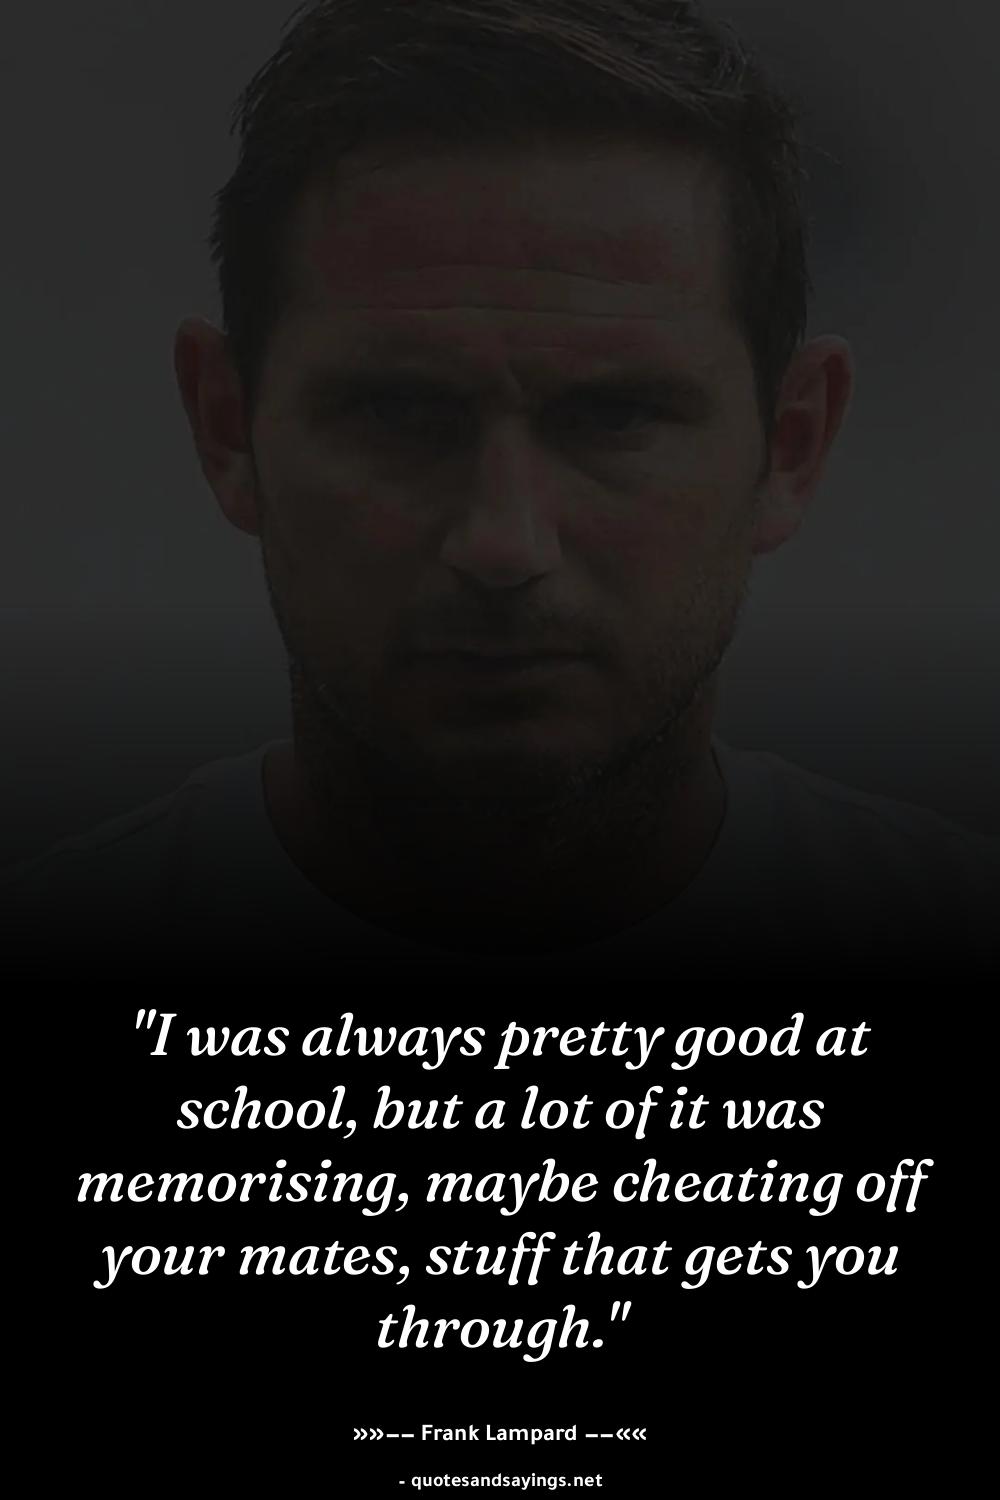 "I was always pretty good at
school, but a lot of it was
memorising, maybe cheating off
your mates, stuff that gets you
through."
»»−− Frank Lampard −−««
- quotesandsayings.net